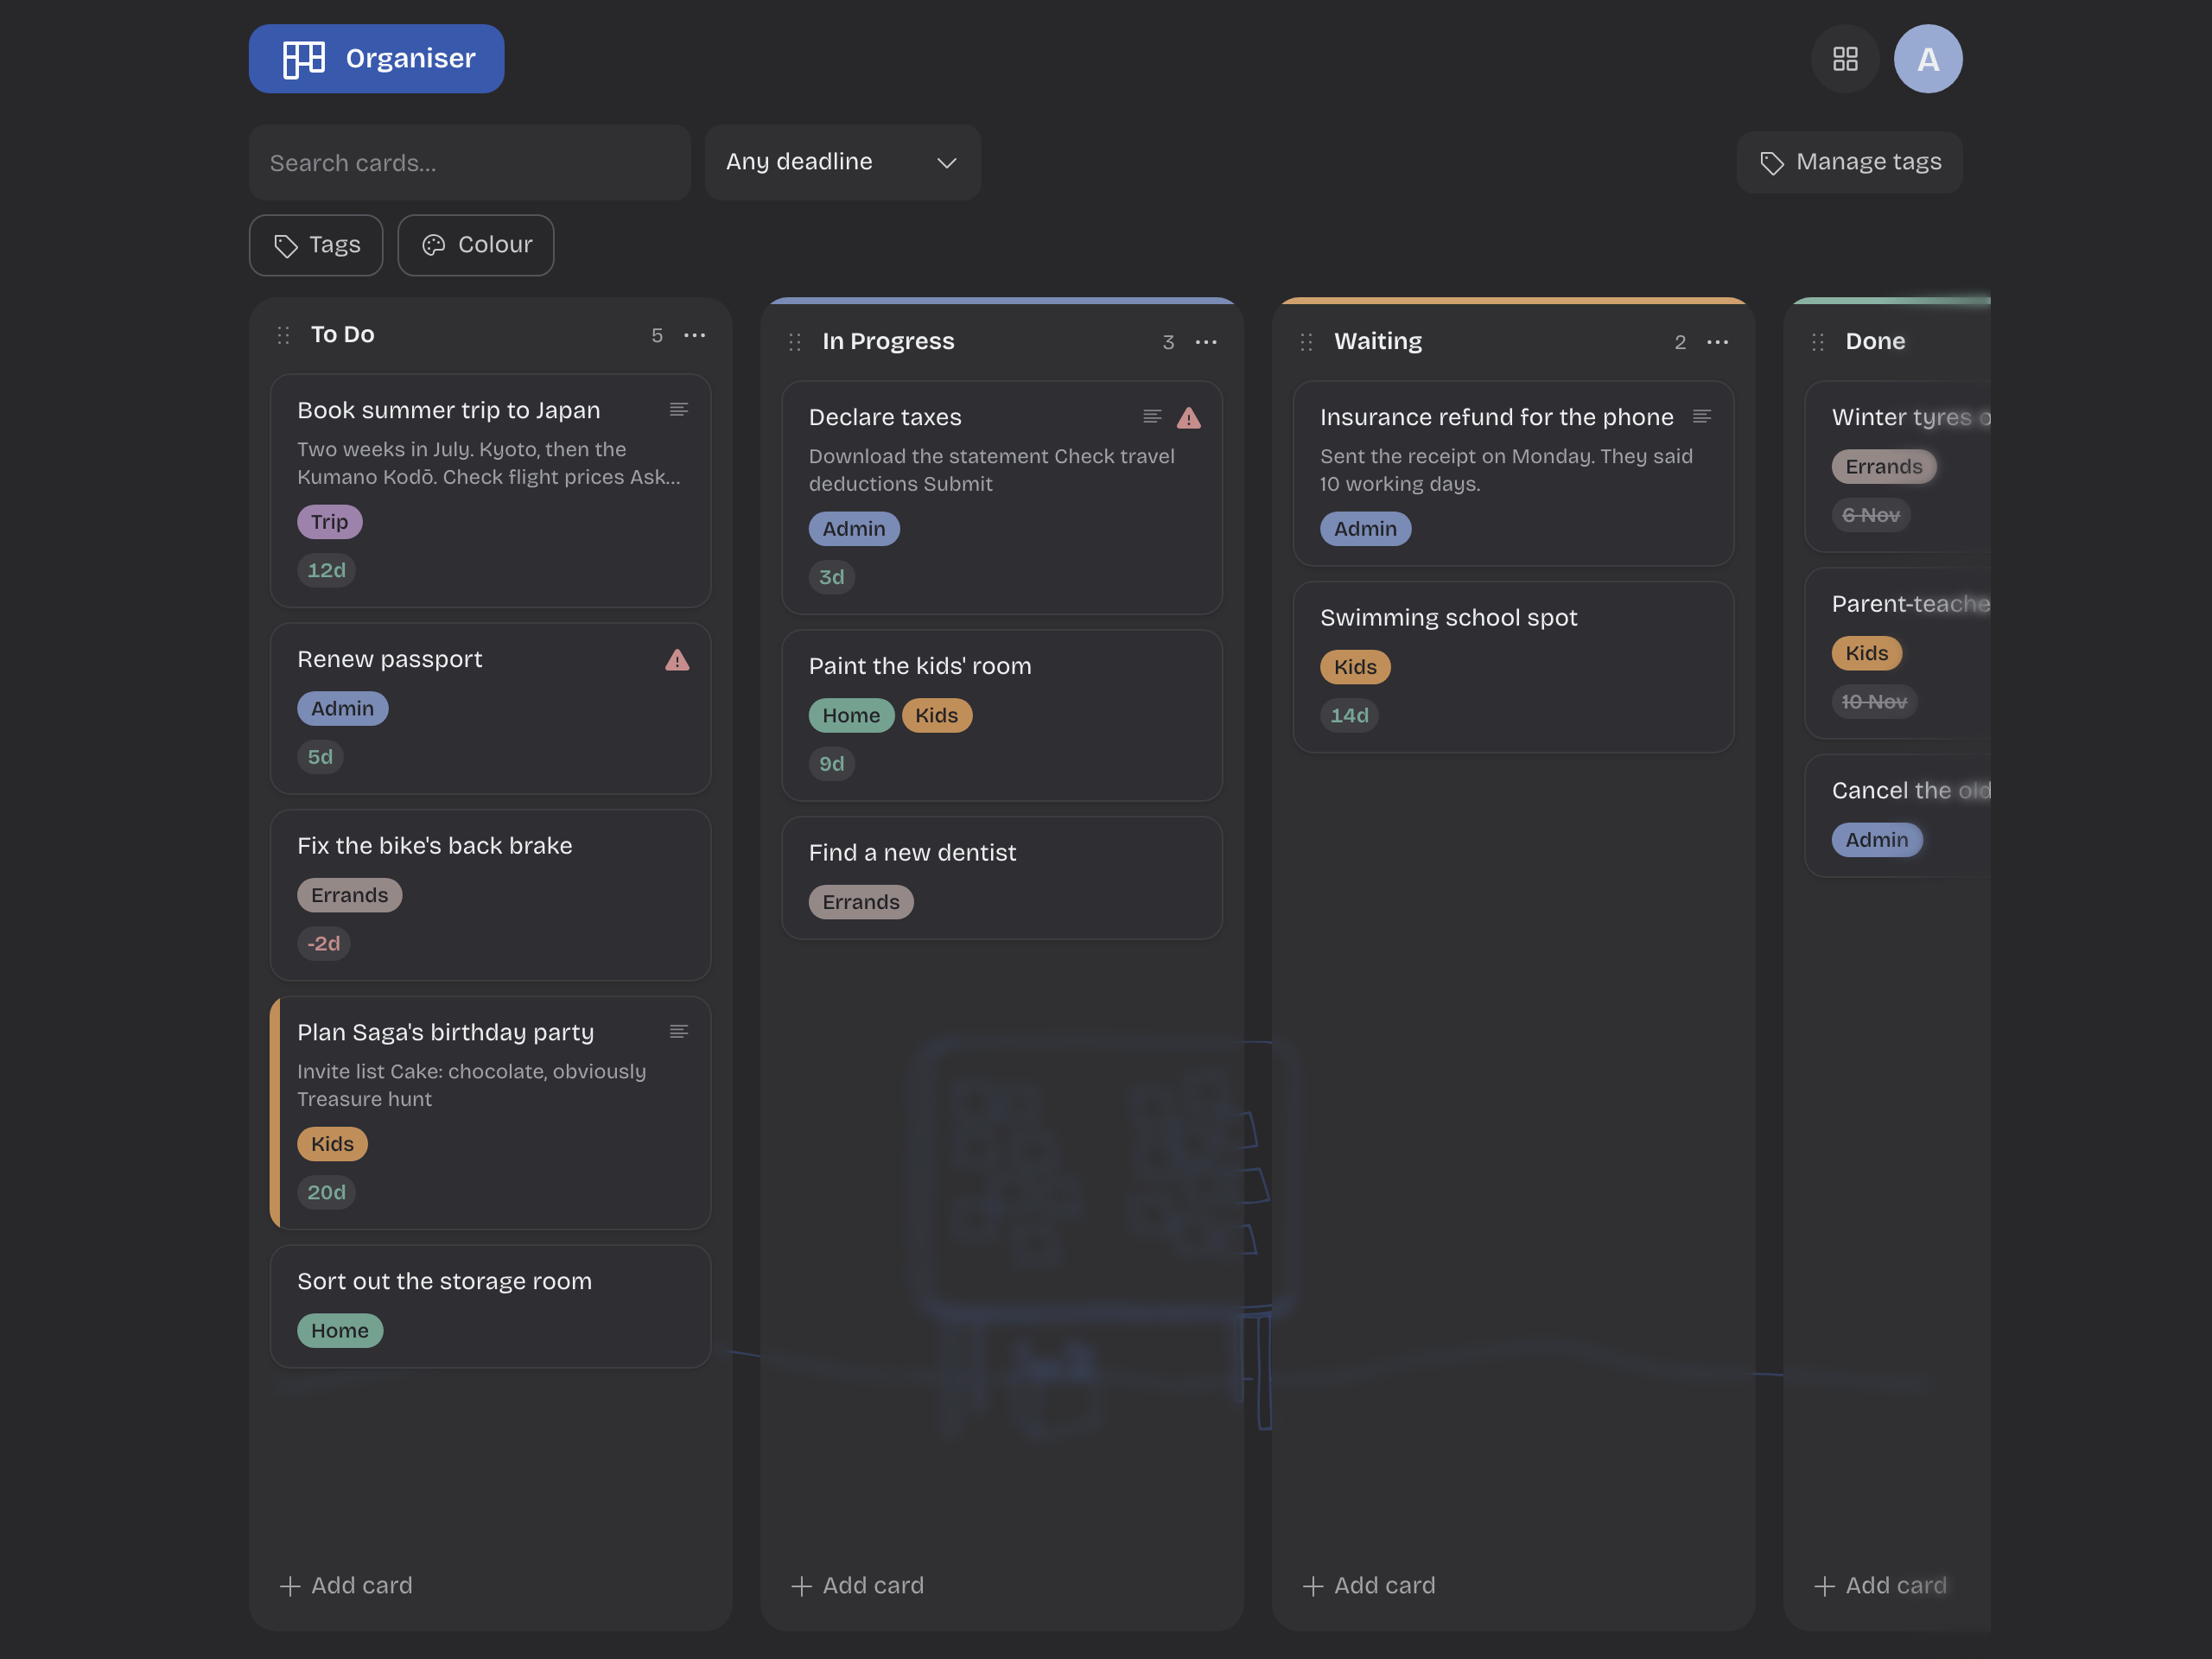 Organiser
A
Search cards...
Any deadline
Manage tags
Tags
Colour
To Do
5
Book summer trip to Japan
Two weeks in July. Kyoto, then the
Kumano Kodō. Check flight prices Ask...
Trip
12d
Renew passport
Admin
5d
Fix the bike's back brake
Errands
-2d
Plan Saga's birthday party
Invite list Cake: chocolate, obviously
Treasure hunt
Kids
20d
Sort out the storage room
Home
Add card
In Progress
3
Declare taxes
Download the statement Check travel
deductions Submit
Admin
3d
Paint the kids' room
Home
Kids
9d
Find a new dentist
Errands
Add card
Waiting
2
Insurance refund for the phone
Sent the receipt on Monday. They said
10 working days.
Admin
Swimming school spot
Kids
14d
Add card
Done
Winter tyres
Errands
6 Nov
Parent-teache
Kids
10 Nov
Cancel the old
Admin
Add card